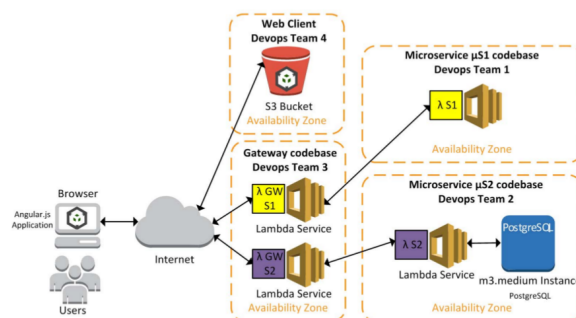 Web Client
Devops Team 4
S3 Bucket
Availability Zone
Microservice µS1 codebase
Devops Team 1
λ S1
Availability Zone
Gateway codebase
Devops Team 3
λ GW
S1
Lambda Service
λ GW
S2
Lambda Service
Availability Zone
Microservice µS2 codebase
Devops Team 2
λ S2
Lambda Service
PostgreSQL
m3.medium Instance
PostgreSQL
Availability Zone
Browser
Angular.js
Application
Users
Internet